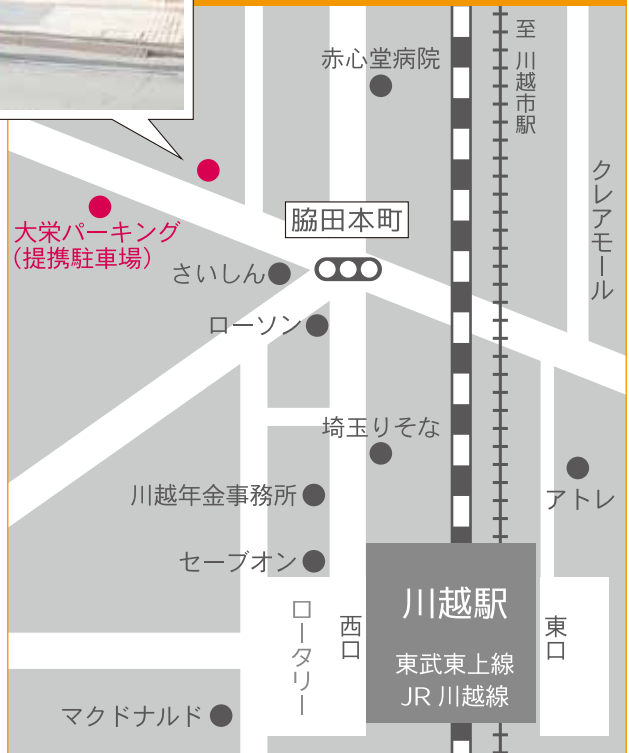 赤心堂病院
至 川越市駅
クレアモール
脇田本町
大栄パーキング
（提携駐車場）
さいしん
ローソン
埼玉りそな
川越年金事務所
アトレ
セーブオン
ロータリー
西口
川越駅
東武東上線
JR 川越線
東口
マクドナルド